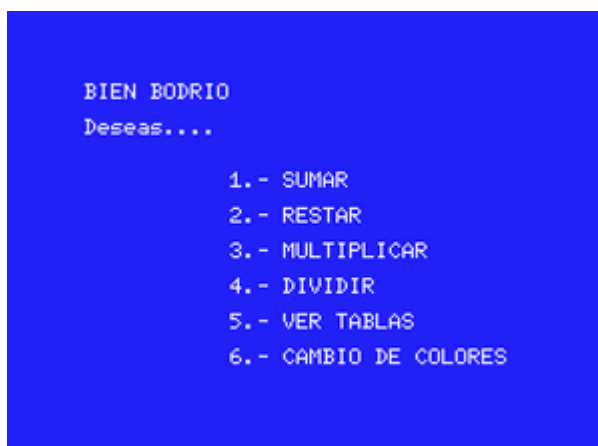 BIEN BODRIO
Deseas....
1.- SUMAR
2.- RESTAR
3.- MULTIPLICAR
4.- DIVIDIR
5.- VER TABLAS
6.- CAMBIO DE COLORES